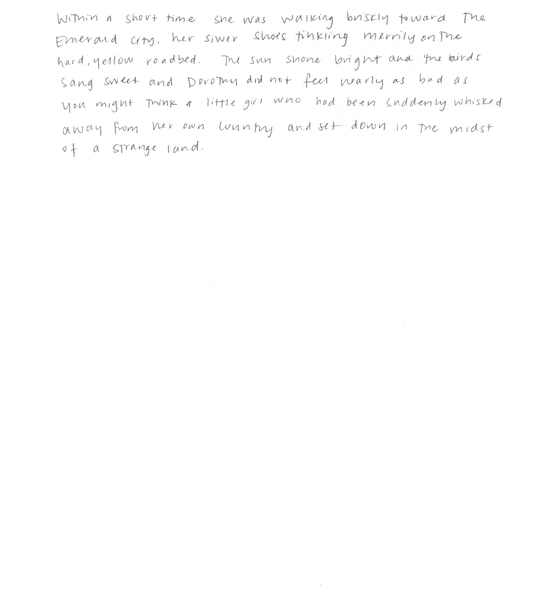 Within a short time she was walking briskly toward The
Emerald City, her silver shoes tinkling merrily on The
hard, yellow roadbed. The sun shone bright and the birds
sang sweet and Dorothy did not feel nearly as bad as
you might Think a little girl who had been suddenly whisked
away from her own country and set down in The midst
of a strange land.